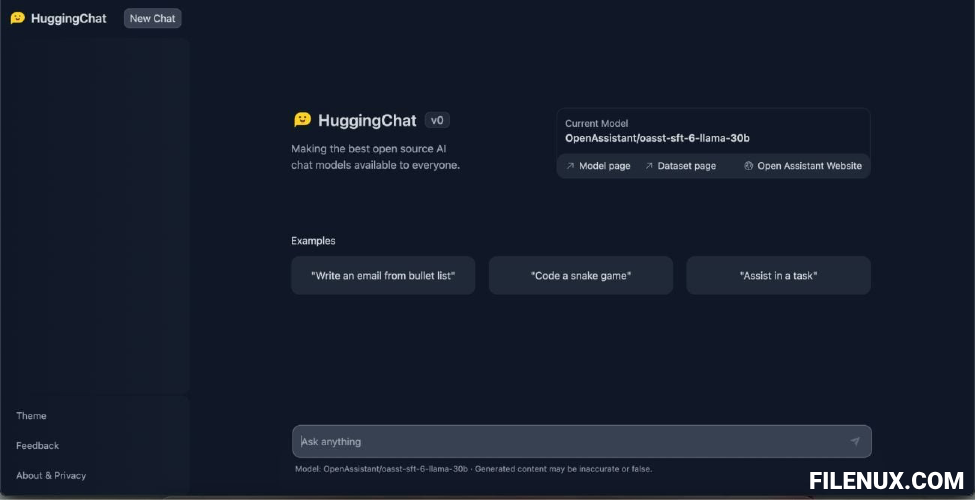 HuggingChat
New Chat
HuggingChat v0
Making the best open source AI
chat models available to everyone.
Current Model
OpenAssistant/oasst-sft-6-llama-30b
Model page Dataset page Open Assistant Website
Examples
"Write an email from bullet list" "Code a snake game" "Assist in a task"
Theme
Feedback
About & Privacy
Ask anything
Model: OpenAssistant/oasst-sft-6-llama-30b · Generated content may be inaccurate or false.
FILENUX.COM